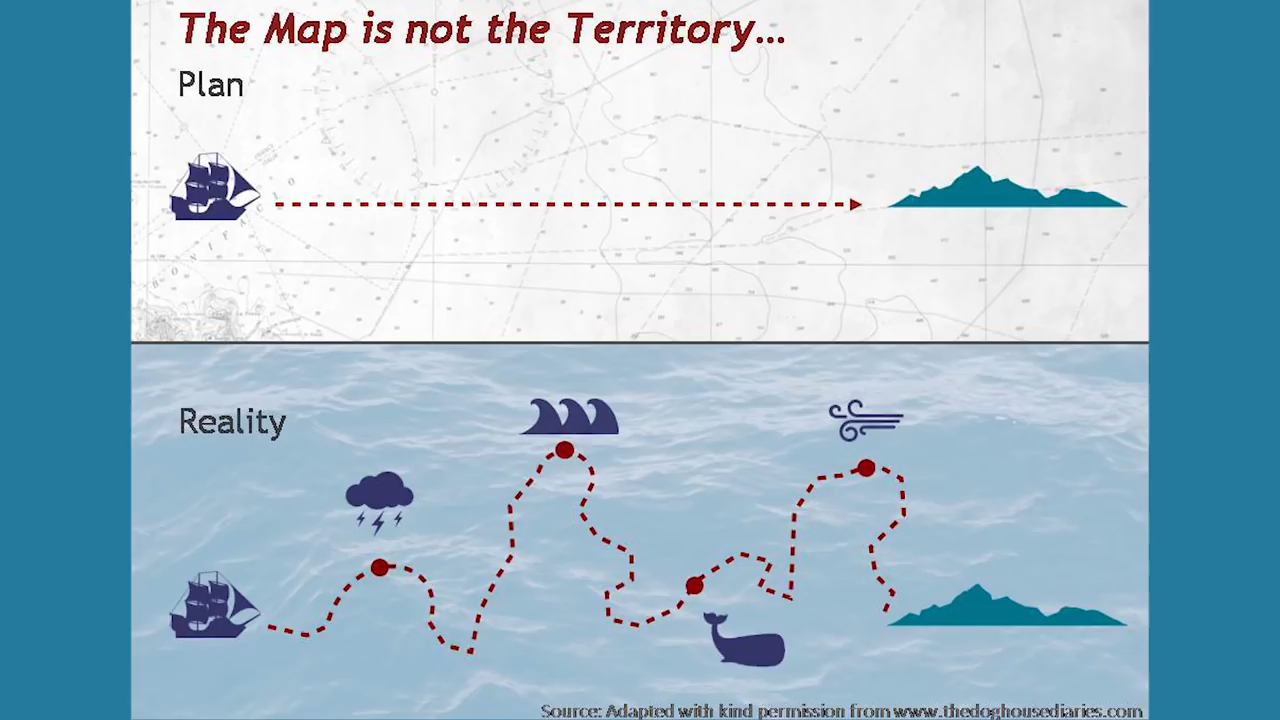 The Map is not the Territory...
Plan
Reality
Source: Adapted with kind permission from www.thedoghousediaries.com